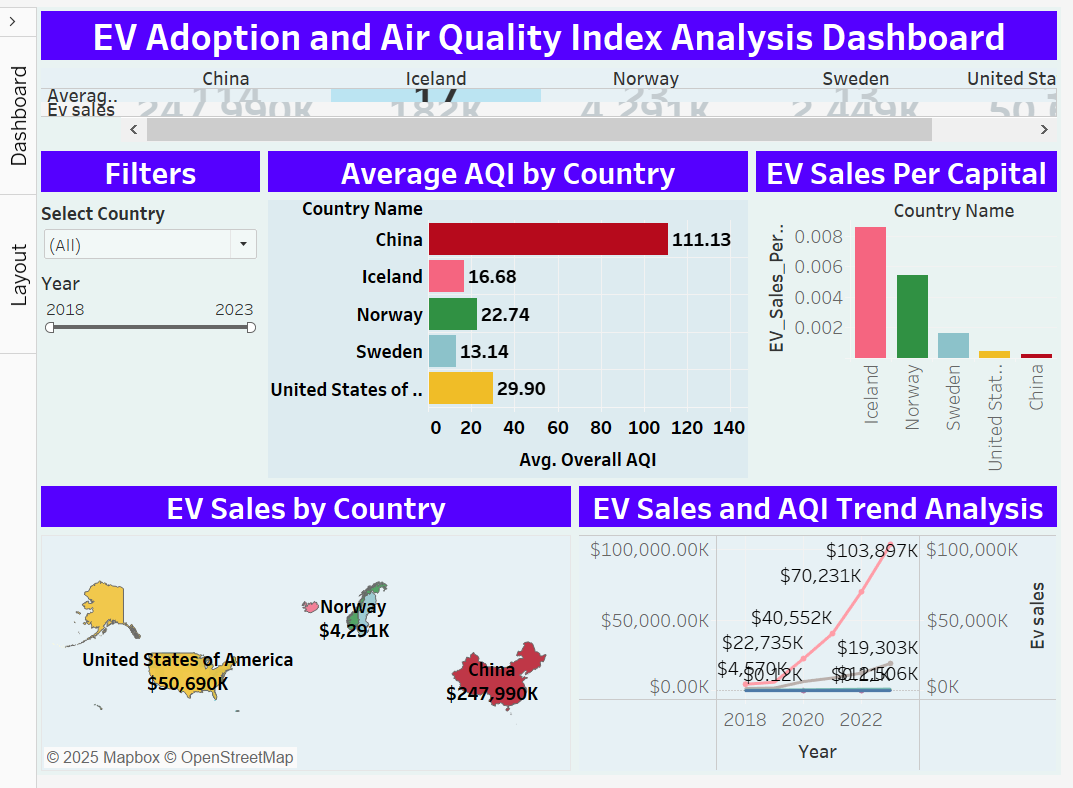 EV Adoption and Air Quality Index Analysis Dashboard
China Iceland Norway Sweden United Sta
Averag..
Ev sales 247,990K 182K 4,291K 2,449K
Dashboard
Layout
Filters
Select Country
(All)
Year
2018 2023
Average AQI by Country
Country Name
China 111.13
Iceland 16.68
Norway 22.74
Sweden 13.14
United States of .. 29.90
0 20 40 60 80 100 120 140
Avg. Overall AQI
EV Sales Per Capital
Country Name
EV_Sales_Per..
0.008
0.006
0.004
0.002
Iceland
Norway
Sweden
United Stat..
China
EV Sales by Country
Norway
$4,291K
United States of America
$50,690K
China
$247,990K
© 2025 Mapbox © OpenStreetMap
EV Sales and AQI Trend Analysis
$100,000.00K
$50,000.00K
$0.00K
$103,897K
$70,231K
$40,552K
$22,735K
$4,570K
$0.12K
$19,303K
$12,506K
$100,000K
$50,000K
$0K
Ev sales
2018 2020 2022
Year